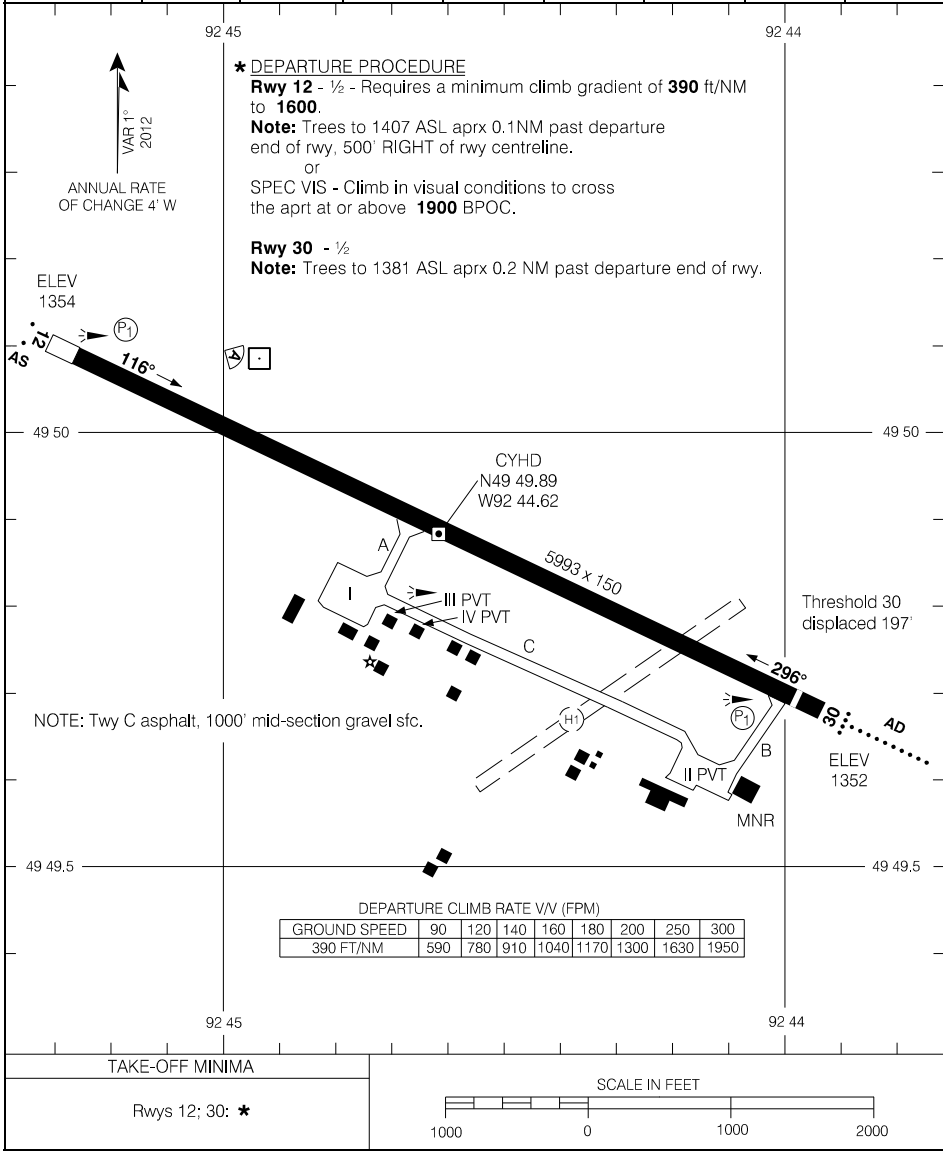 92 45
92 44
VAR 1°
2012
ANNUAL RATE
OF CHANGE 4' W
* DEPARTURE PROCEDURE
Rwy 12 - ½ - Requires a minimum climb gradient of 390 ft/NM
to 1600.
Note: Trees to 1407 ASL aprx 0.1NM past departure
end of rwy, 500' RIGHT of rwy centreline.
or
SPEC VIS - Climb in visual conditions to cross
the aprt at or above 1900 BPOC.
Rwy 30 - ½
Note: Trees to 1381 ASL aprx 0.2 NM past departure end of rwy.
ELEV
1354
P1
12
AS
116°
Y
49 50
49 50
CYHD
N49 49.89
W92 44.62
A
5993 x 150
I
III PVT
IV PVT
C
Threshold 30
displaced 197'
296°
NOTE: Twy C asphalt, 1000' mid-section gravel sfc.
H1
P1
30
AD
B
ELEV
1352
II PVT
MNR
49 49.5
49 49.5
DEPARTURE CLIMB RATE V/V (FPM)
GROUND SPEED 90 120 140 160 180 200 250 300
390 FT/NM 590 780 910 1040 1170 1300 1630 1950
92 45
92 44
TAKE-OFF MINIMA
Rwys 12; 30: *
SCALE IN FEET
1000 0 1000 2000